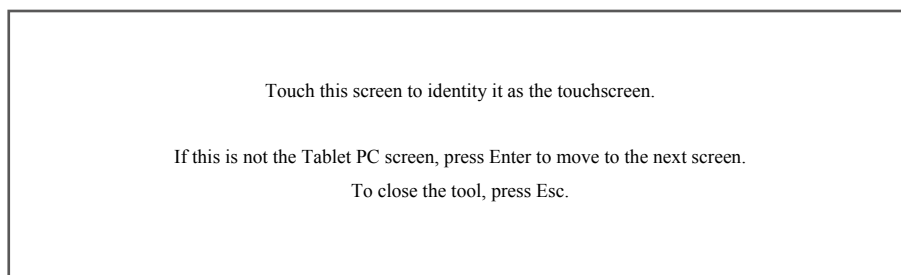 Touch this screen to identity it as the touchscreen.
If this is not the Tablet PC screen, press Enter to move to the next screen.
To close the tool, press Esc.